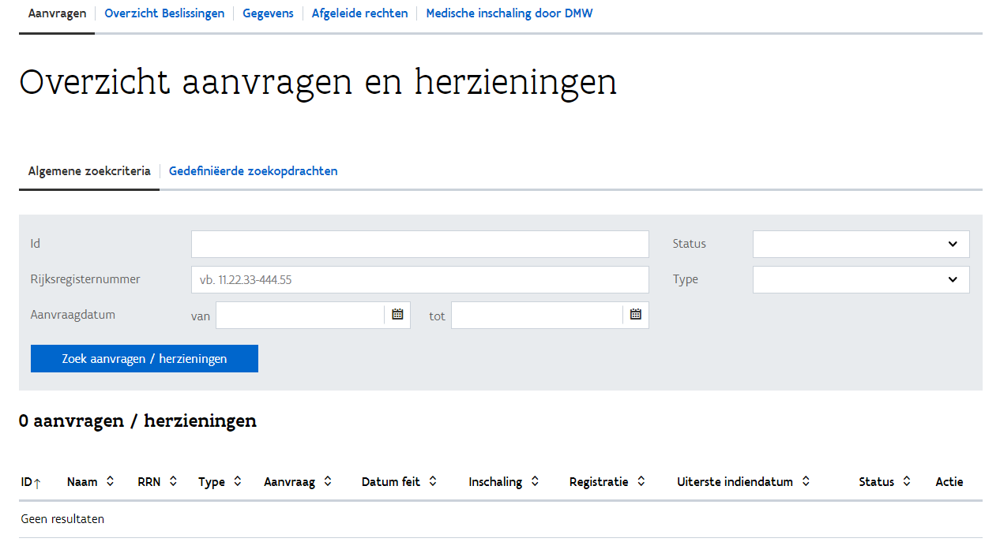 Aanvragen Overzicht Beslissingen Gegevens Afgeleide rechten Medische inschaling door DMW
Overzicht aanvragen en herzieningen
Algemene zoekcriteria Gedefiniëerde zoekopdrachten
Id Status
Rijksregisternummer vb. 11.22.33-444.55 Type
Aanvraagdatum van tot
Zoek aanvragen / herzieningen
0 aanvragen / herzieningen
ID↑ Naam RRN Type Aanvraag Datum feit Inschaling Registratie Uiterste indiendatum Status Actie
Geen resultaten